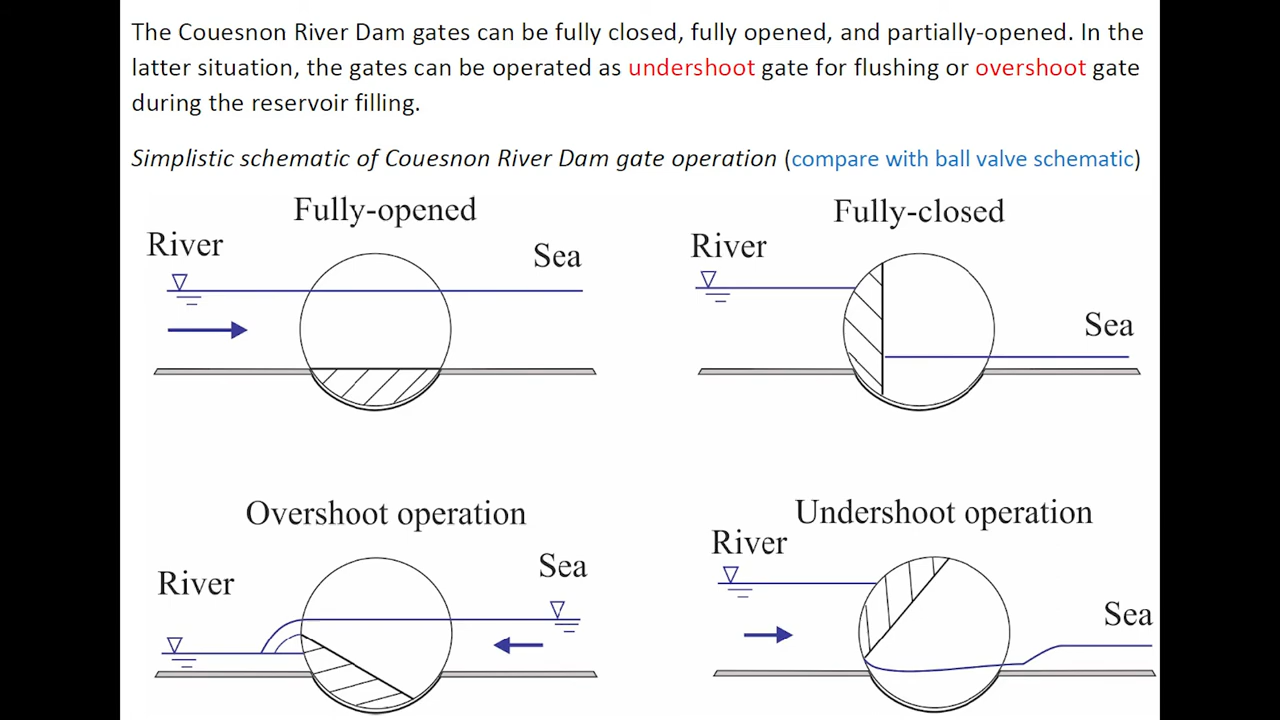 The Couesnon River Dam gates can be fully closed, fully opened, and partially-opened. In the
latter situation, the gates can be operated as undershoot gate for flushing or overshoot gate
during the reservoir filling.
Simplistic schematic of Couesnon River Dam gate operation (compare with ball valve schematic)
Fully-opened
River
Sea
Fully-closed
River
Sea
Overshoot operation
River
Sea
Undershoot operation
River
Sea